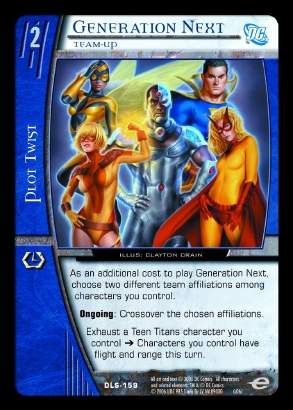 2
GENERATION NEXT
TEAM-UP
DC
PLOT TWIST
ILLUS: CLAYTON CRAIN
As an additional cost to play Generation Next,
choose two different team affiliations among
characters you control.
Ongoing: Crossover the chosen affiliations.
Exhaust a Teen Titans character you
control ➔ Characters you control have
flight and range this turn.
DLS-159